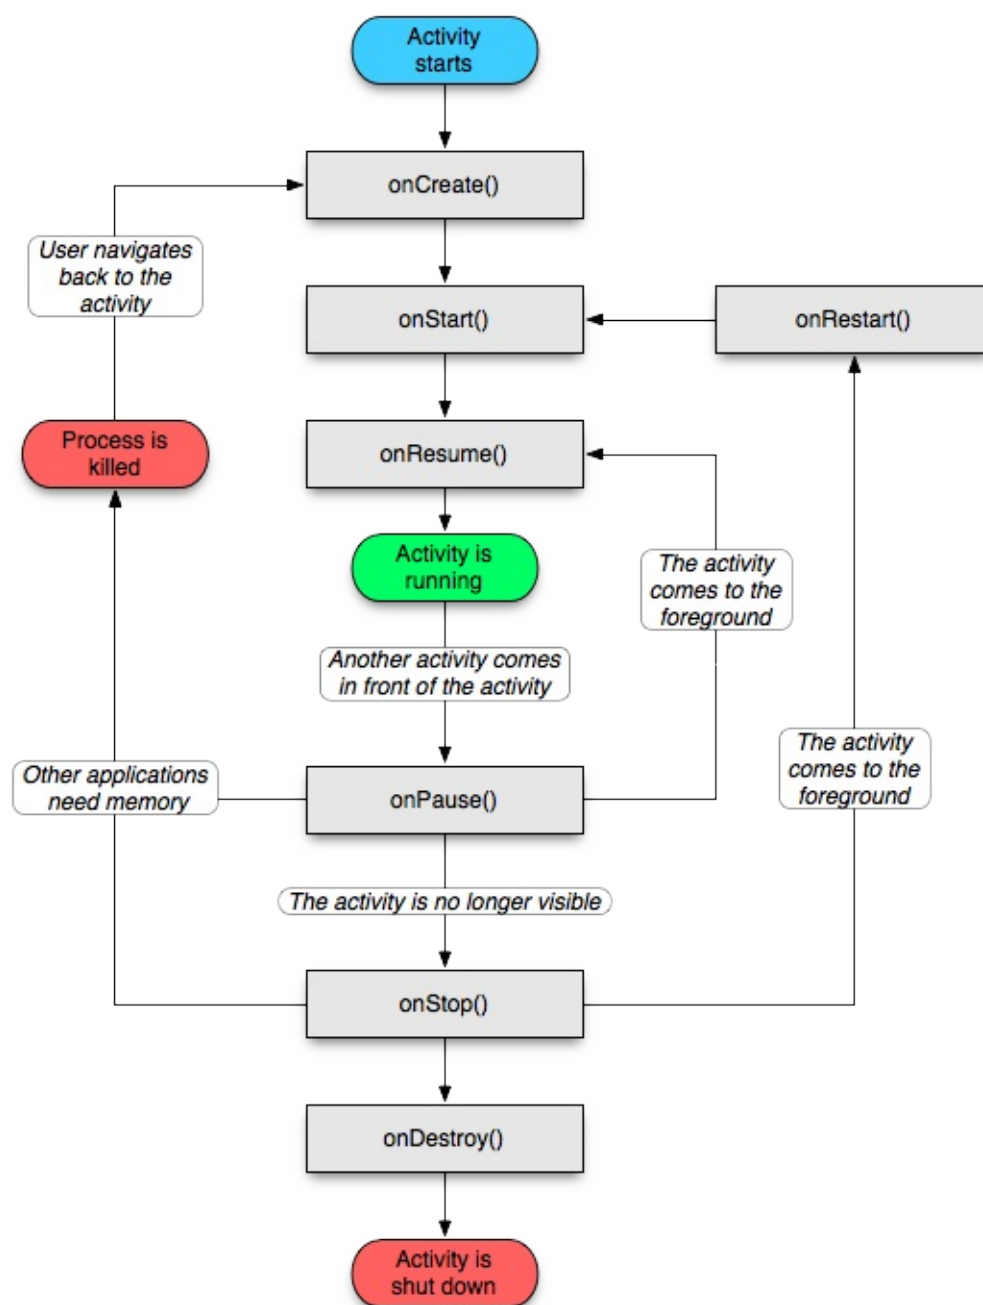 Activity
starts
onCreate()
User navigates
back to the
activity
onStart()
onRestart()
Process is
killed
onResume()
Activity is
running
The activity
comes to the
foreground
Another activity comes
in front of the activity
The activity
comes to the
foreground
Other applications
need memory
onPause()
The activity is no longer visible
onStop()
onDestroy()
Activity is
shut down